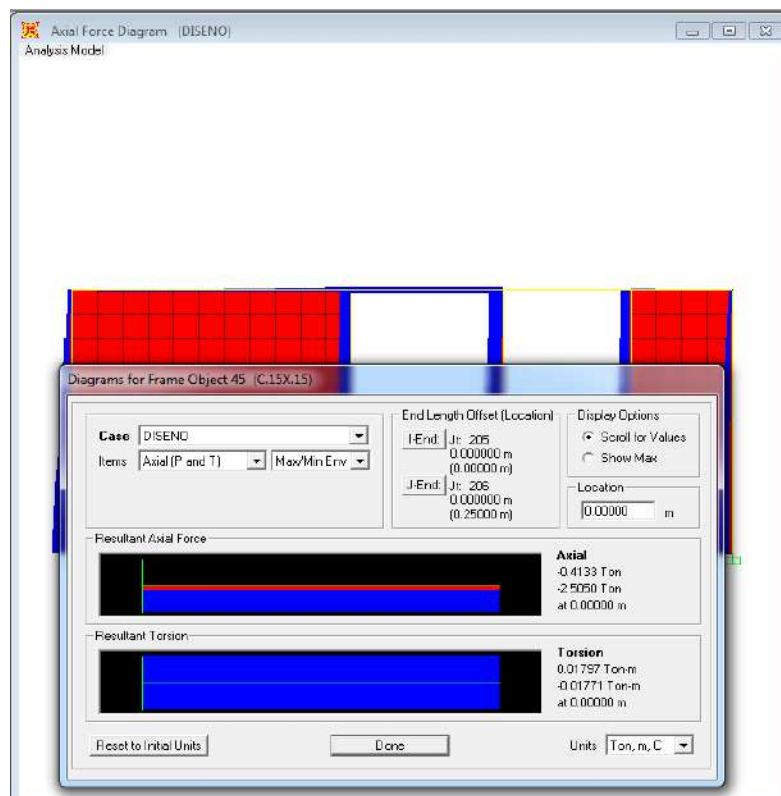 Axial Force Diagram (DISENO)
Analysis Model
Diagrams for Frame Object 45 (C.15X.15)
Case DISENO
Items Axial (P and T) Max/Min Env
End Length Offset (Location)
I-End: Jt: 205
0.000000 m
(0.00000 m)
J-End: Jt: 206
0.000000 m
(0.25000 m)
Display Options
Scroll for Values
Show Max
Location
0.00000 m
Resultant Axial Force
Axial
-0.4133 Ton
-2.5050 Ton
at 0.00000 m
Resultant Torsion
Torsion
0.01797 Ton-m
-0.01771 Ton-m
at 0.00000 m
Reset to Initial Units
Done
Units Ton, m, C